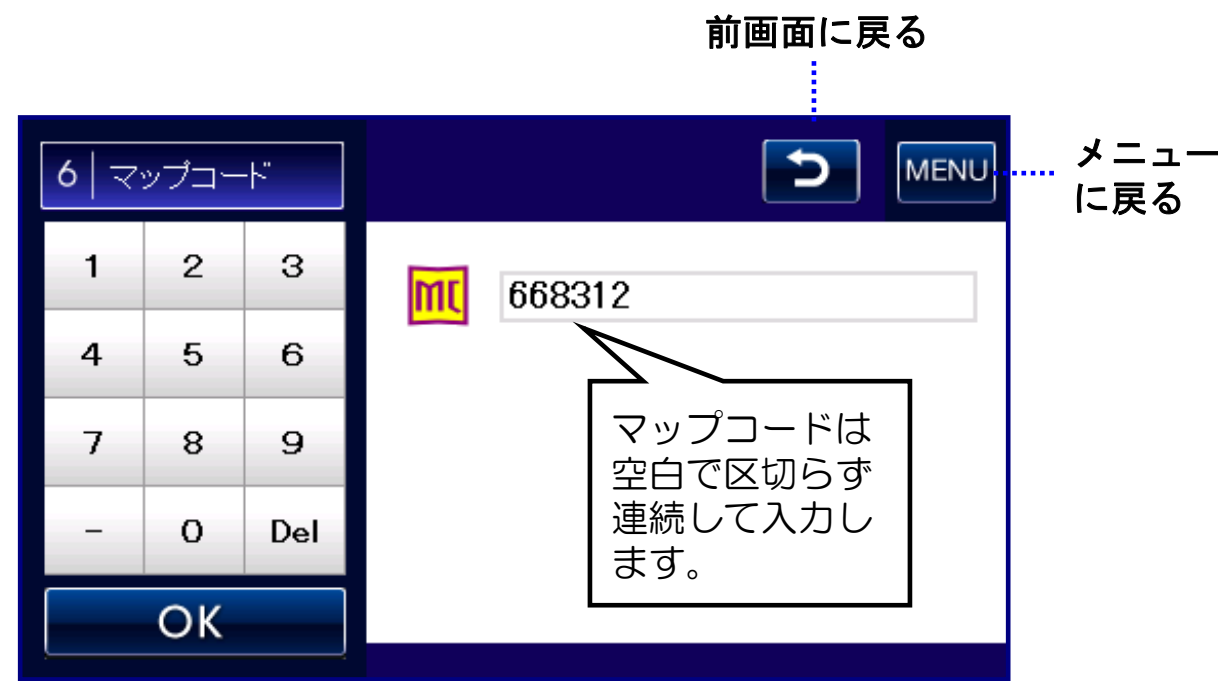 前画面に戻る
メニュー
に戻る
6 マップコード
MENU
1 2 3
4 5 6
7 8 9
- 0 Del
OK
MC
668312
マップコードは
空白で区切らず
連続して入力し
ます。